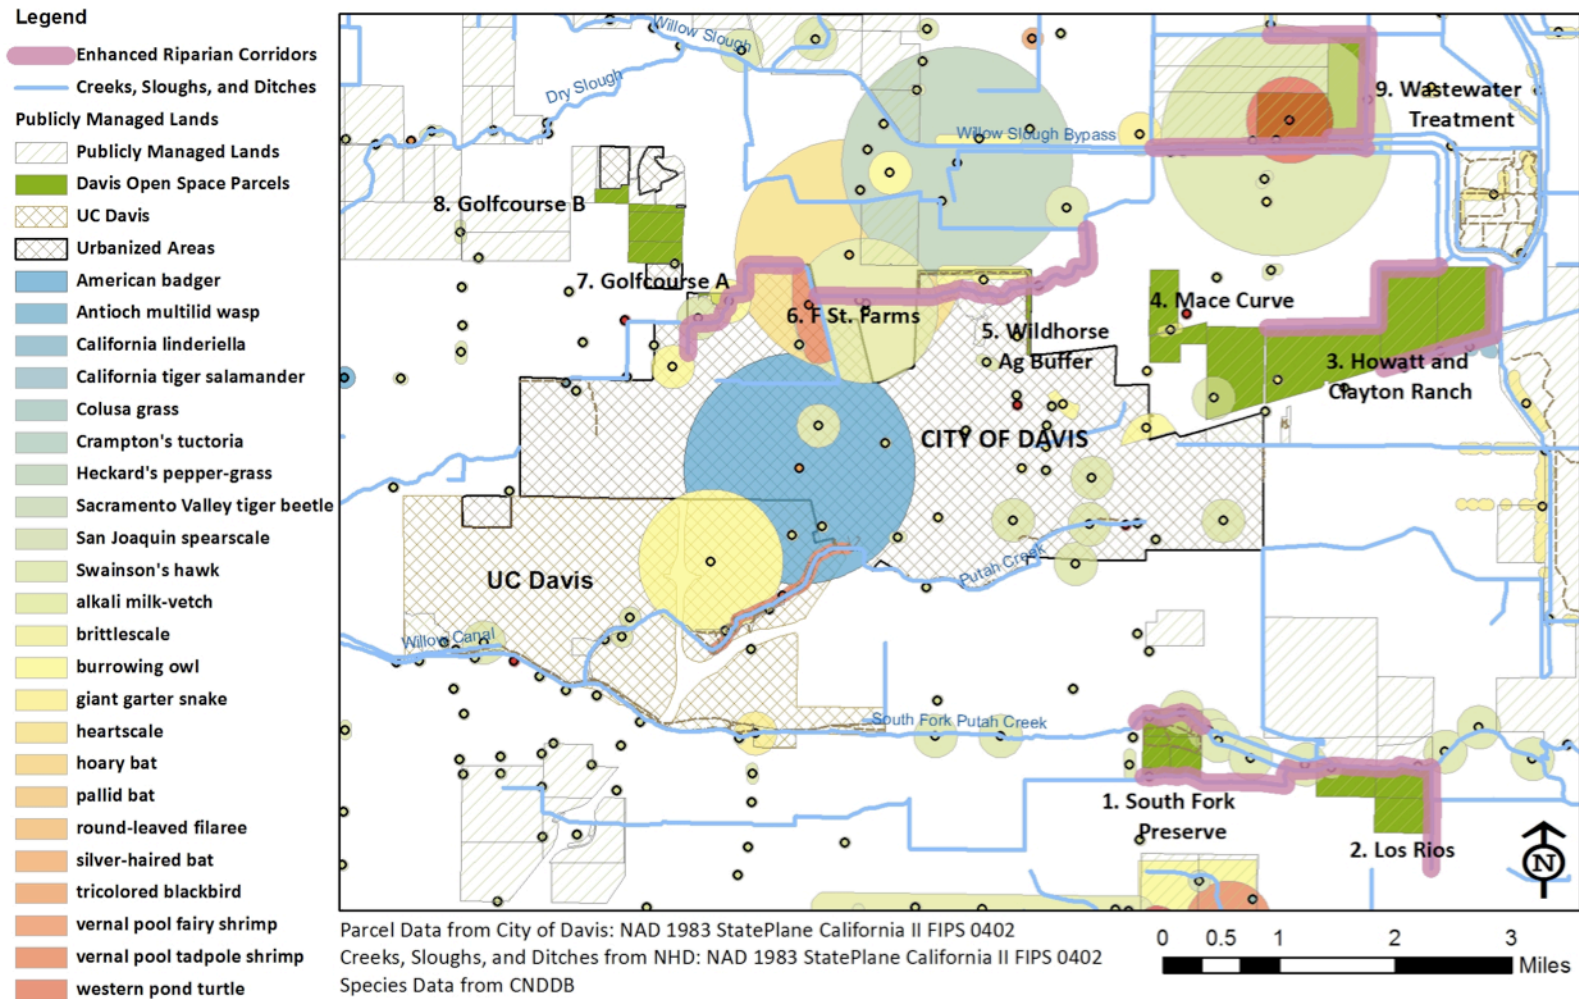 Legend
Enhanced Riparian Corridors
Creeks, Sloughs, and Ditches
Publicly Managed Lands
Publicly Managed Lands
Davis Open Space Parcels
UC Davis
Urbanized Areas
American badger
Antioch multilid wasp
California linderiella
California tiger salamander
Colusa grass
Crampton's tuctoria
Heckard's pepper-grass
Sacramento Valley tiger beetle
San Joaquin spearscale
Swainson's hawk
alkali milk-vetch
brittlescale
burrowing owl
giant garter snake
heartscale
hoary bat
pallid bat
round-leaved filaree
silver-haired bat
tricolored blackbird
vernal pool fairy shrimp
vernal pool tadpole shrimp
western pond turtle
Willow Slough
Dry Slough
Willow Slough Bypass
9. Wastewater
Treatment
8. Golfcourse B
7. Golfcourse A
6. F St. Farms
5. Wildhorse
Ag Buffer
4. Mace Curve
3. Howatt and
Clayton Ranch
CITY OF DAVIS
UC Davis
Putah Creek
Willow Canal
South Fork Putah Creek
1. South Fork
Preserve
2. Los Rios
N
0 0.5 1 2 3
Miles
Parcel Data from City of Davis: NAD 1983 StatePlane California II FIPS 0402
Creeks, Sloughs, and Ditches from NHD: NAD 1983 StatePlane California II FIPS 0402
Species Data from CNDDB